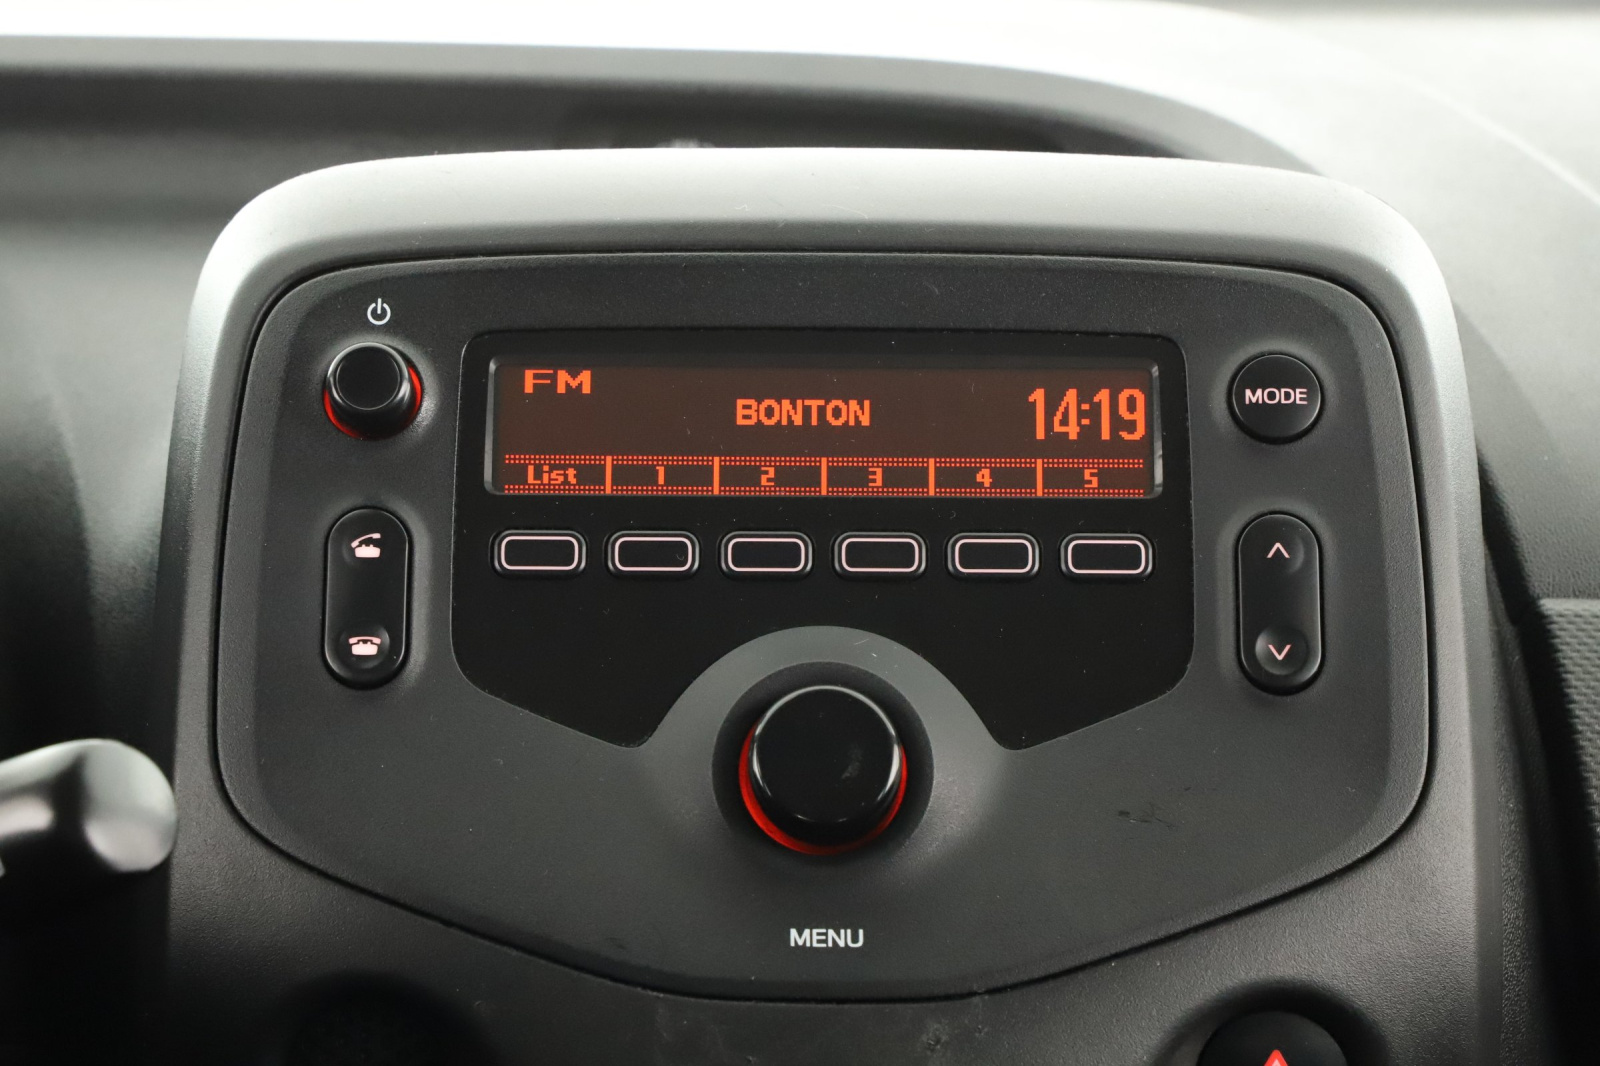 FM
BONTON
14:19
List 1 2 3 4 5
MODE
MENU